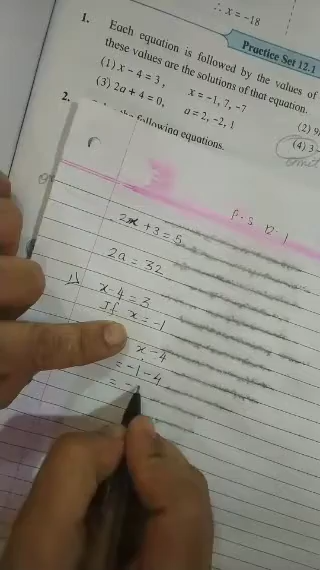 ∴ x = -18
Practice Set 12.1
1. Each equation is followed by the values of
these values are the solutions of that equation.
(1) x - 4 = 3, x = -1, 7, -7
(2) 9
(3) 2a + 4 = 0, a = 2, -2, 1
(4) 3 -
2. following equations.
P. S. 12.1
2x + 3 = 5
2a = 32
1) x - 4 = 3
If x = -1
x - 4
= -1 - 4
= -